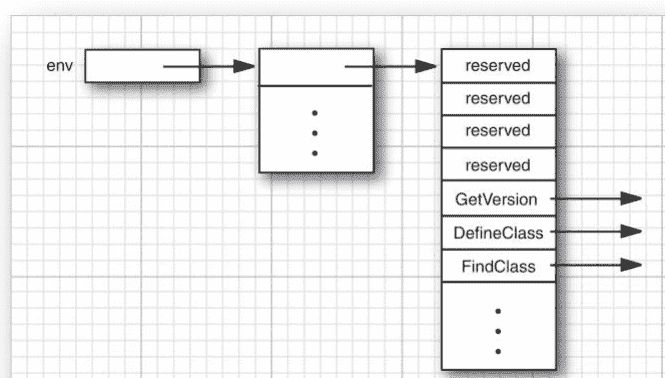 env
reserved
reserved
reserved
reserved
GetVersion
DefineClass
FindClass